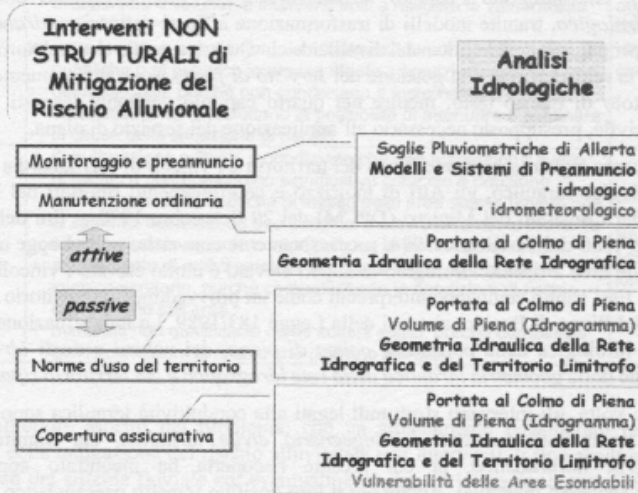 Interventi NON
STRUTTURALI di
Mitigazione del
Rischio Alluvionale
Analisi
Idrologiche
Monitoraggio e preannuncio
Manutenzione ordinaria
attive
passive
Norme d'uso del territorio
Copertura assicurativa
Soglie Pluviometriche di Allerta
Modelli e Sistemi di Preannuncio
· idrologico
· idrometeorologico
Portata al Colmo di Piena
Geometria Idraulica della Rete Idrografica
Portata al Colmo di Piena
Volume di Piena (Idrogramma)
Geometria Idraulica della Rete
Idrografica e del Territorio Limitrofo
Portata al Colmo di Piena
Volume di Piena (Idrogramma)
Geometria Idraulica della Rete
Idrografica e del Territorio Limitrofo
Vulnerabilità delle Aree Esondabili